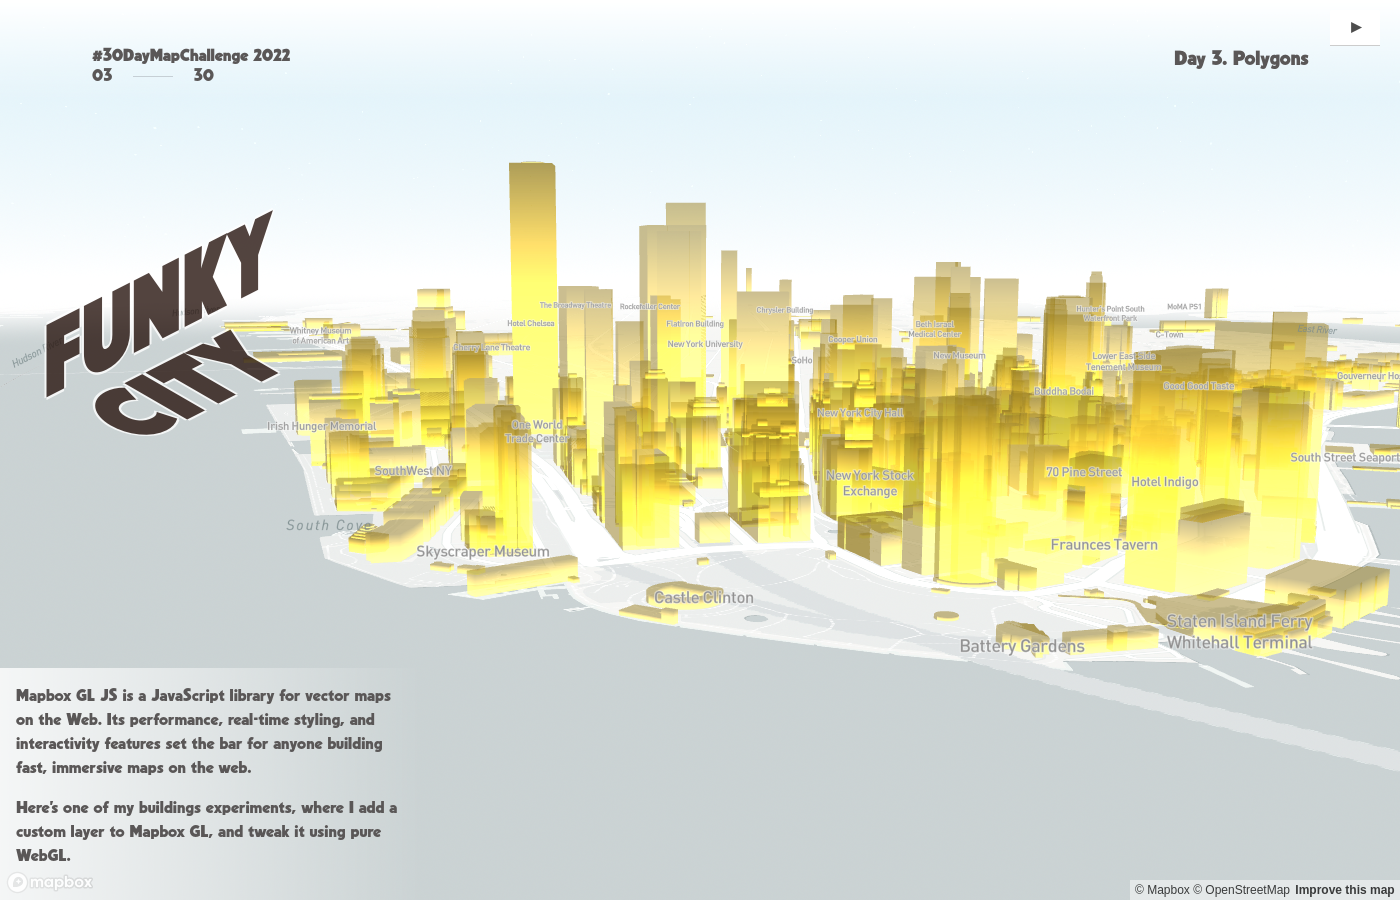 #30DayMapChallenge 2022
03 30
Day 3. Polygons
▶
FUNKY
CITY
Hudson
Whitney Museum
of American Art
Cherry Lane Theatre
Hotel Chelsea
The Broadway Theatre
Rockefeller Center
Flatiron Building
New York University
Chrysler Building
SoHo
Cooper Union
Beth Israel
Medical Center
New Museum
Hunters Point South
Waterfront Park
MoMA PS1
C-Town
East River
Lower East Side
Tenement Museum
Buddha Bodai
Good Good Taste
Gouverneur Ho
Irish Hunger Memorial
One World
Trade Center
New York City Hall
SouthWest NY
New York Stock
Exchange
70 Pine Street
Hotel Indigo
South Street Seaport
South Cove
Skyscraper Museum
Fraunces Tavern
Castle Clinton
Battery Gardens
Staten Island Ferry
Whitehall Terminal
Mapbox GL JS is a JavaScript library for vector maps
on the Web. Its performance, real-time styling, and
interactivity features set the bar for anyone building
fast, immersive maps on the web.
Here's one of my buildings experiments, where I add a
custom layer to Mapbox GL, and tweak it using pure
WebGL.
mapbox
© Mapbox © OpenStreetMap Improve this map